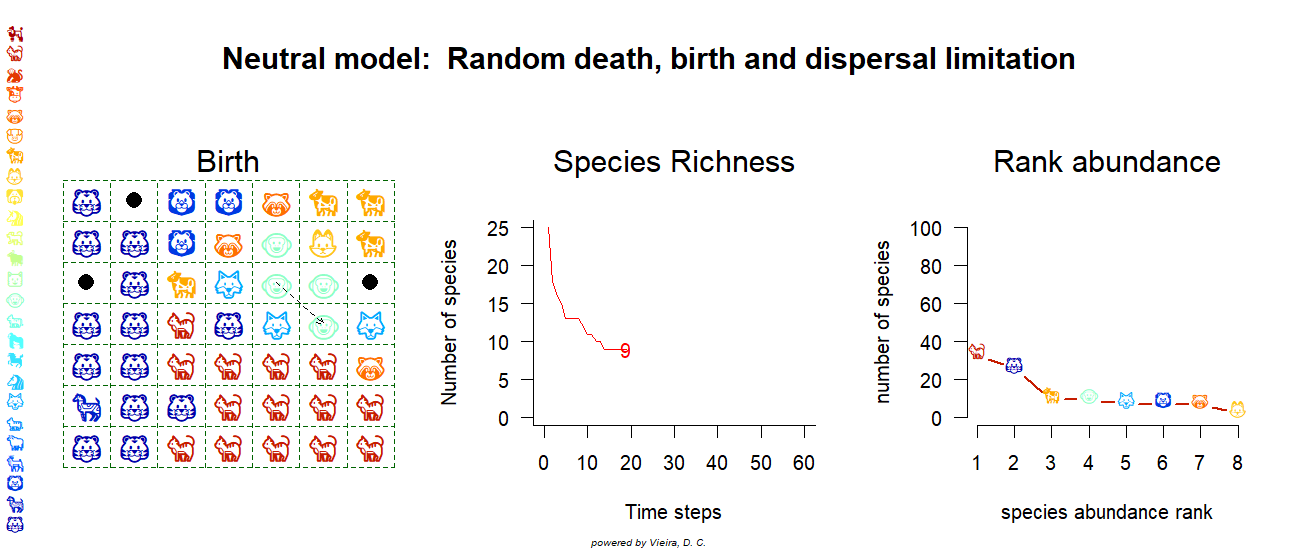 Neutral model:  Random death, birth and dispersal limitation
Birth
Species Richness
Rank abundance
Number of species
25
20
15
10
5
0
9
0 10 20 30 40 50 60
Time steps
number of species
100
80
60
40
20
0
1 2 3 4 5 6 7 8
species abundance rank
powered by Vieira, D. C.